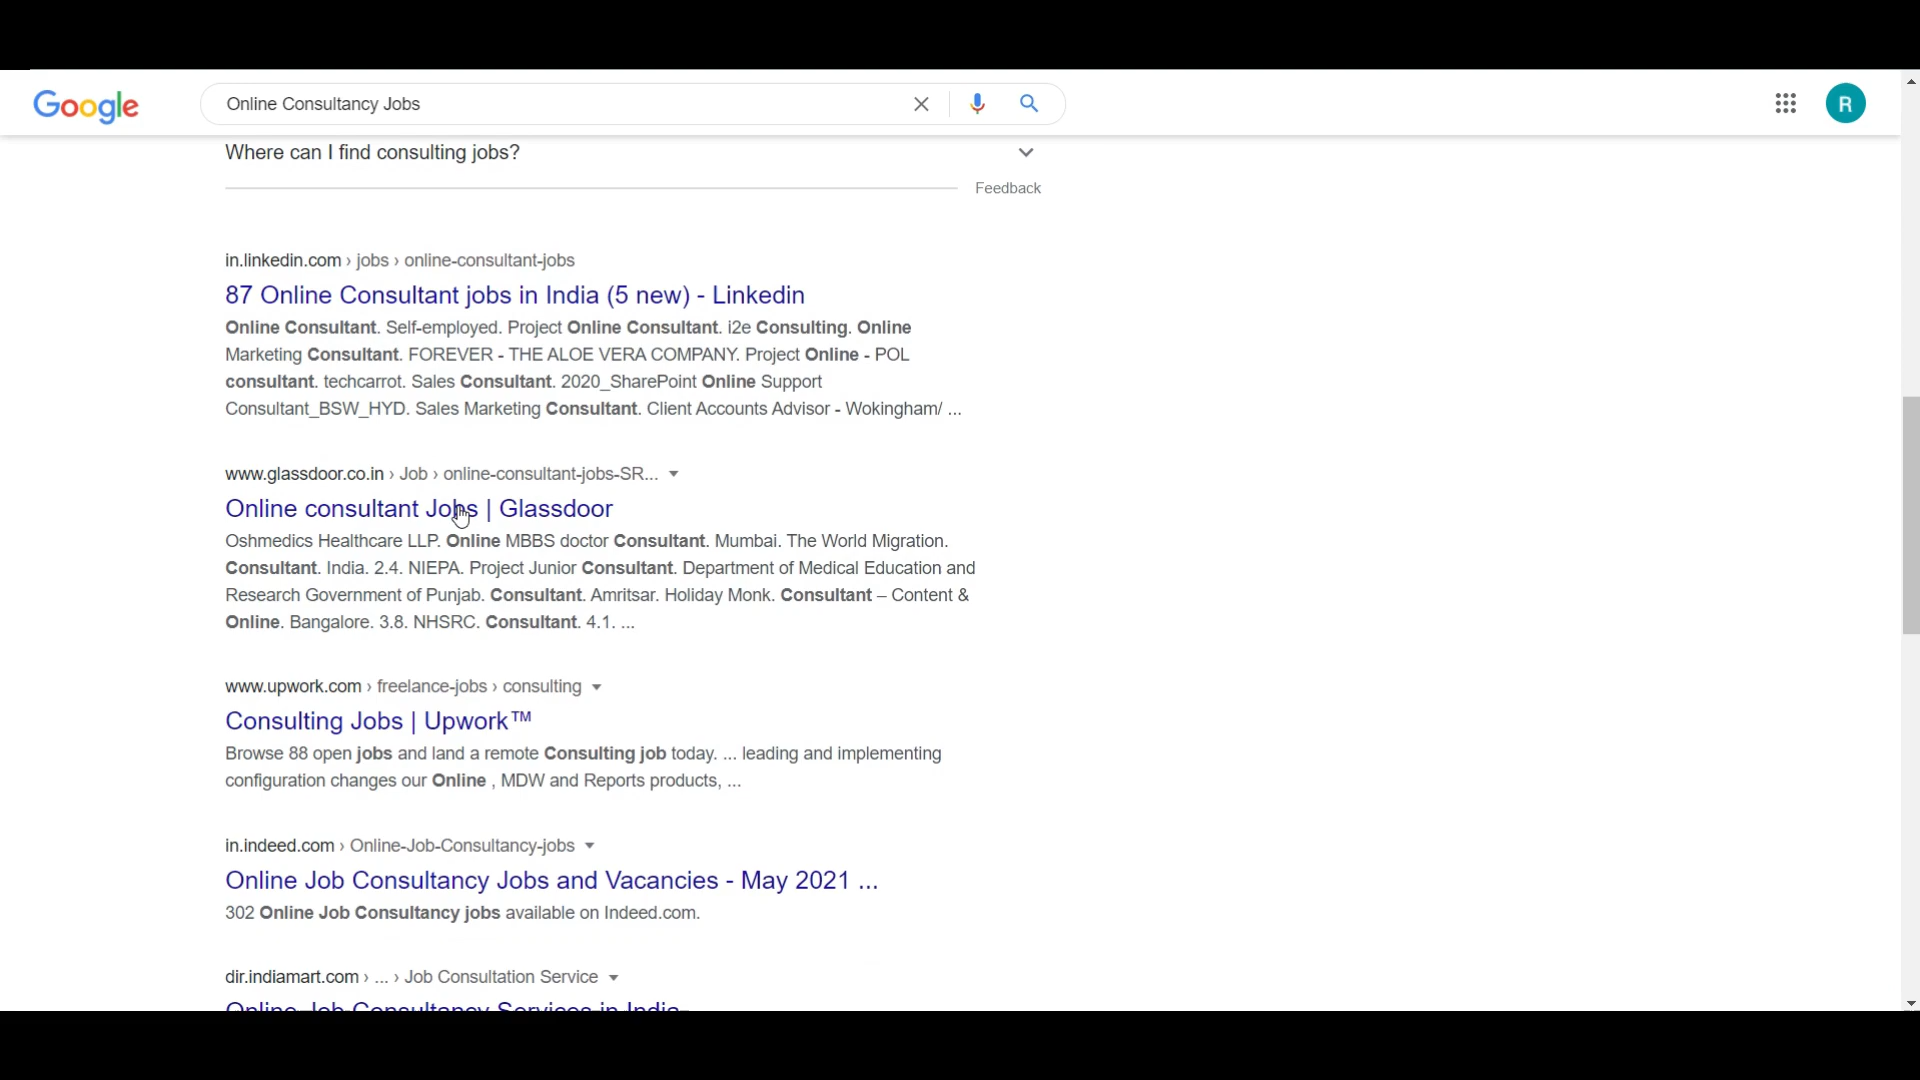 Google
Online Consultancy Jobs
R
Where can I find consulting jobs?
Feedback
in.linkedin.com › jobs › online-consultant-jobs
87 Online Consultant jobs in India (5 new) - Linkedin
Online Consultant. Self-employed. Project Online Consultant. i2e Consulting. Online
Marketing Consultant. FOREVER - THE ALOE VERA COMPANY. Project Online - POL
consultant. techcarrot. Sales Consultant. 2020_SharePoint Online Support
Consultant_BSW_HYD. Sales Marketing Consultant. Client Accounts Advisor - Wokingham/ ...
www.glassdoor.co.in › Job › online-consultant-jobs-SR...
Online consultant Jobs | Glassdoor
Oshmedics Healthcare LLP. Online MBBS doctor Consultant. Mumbai. The World Migration.
Consultant. India. 2.4. NIEPA. Project Junior Consultant. Department of Medical Education and
Research Government of Punjab. Consultant. Amritsar. Holiday Monk. Consultant – Content &
Online. Bangalore. 3.8. NHSRC. Consultant. 4.1. ...
www.upwork.com › freelance-jobs › consulting
Consulting Jobs | Upwork™
Browse 88 open jobs and land a remote Consulting job today. ... leading and implementing
configuration changes our Online , MDW and Reports products, ...
in.indeed.com › Online-Job-Consultancy-jobs
Online Job Consultancy Jobs and Vacancies - May 2021 ...
302 Online Job Consultancy jobs available on Indeed.com.
dir.indiamart.com › ... › Job Consultation Service
Online Job Consultancy Services in India-